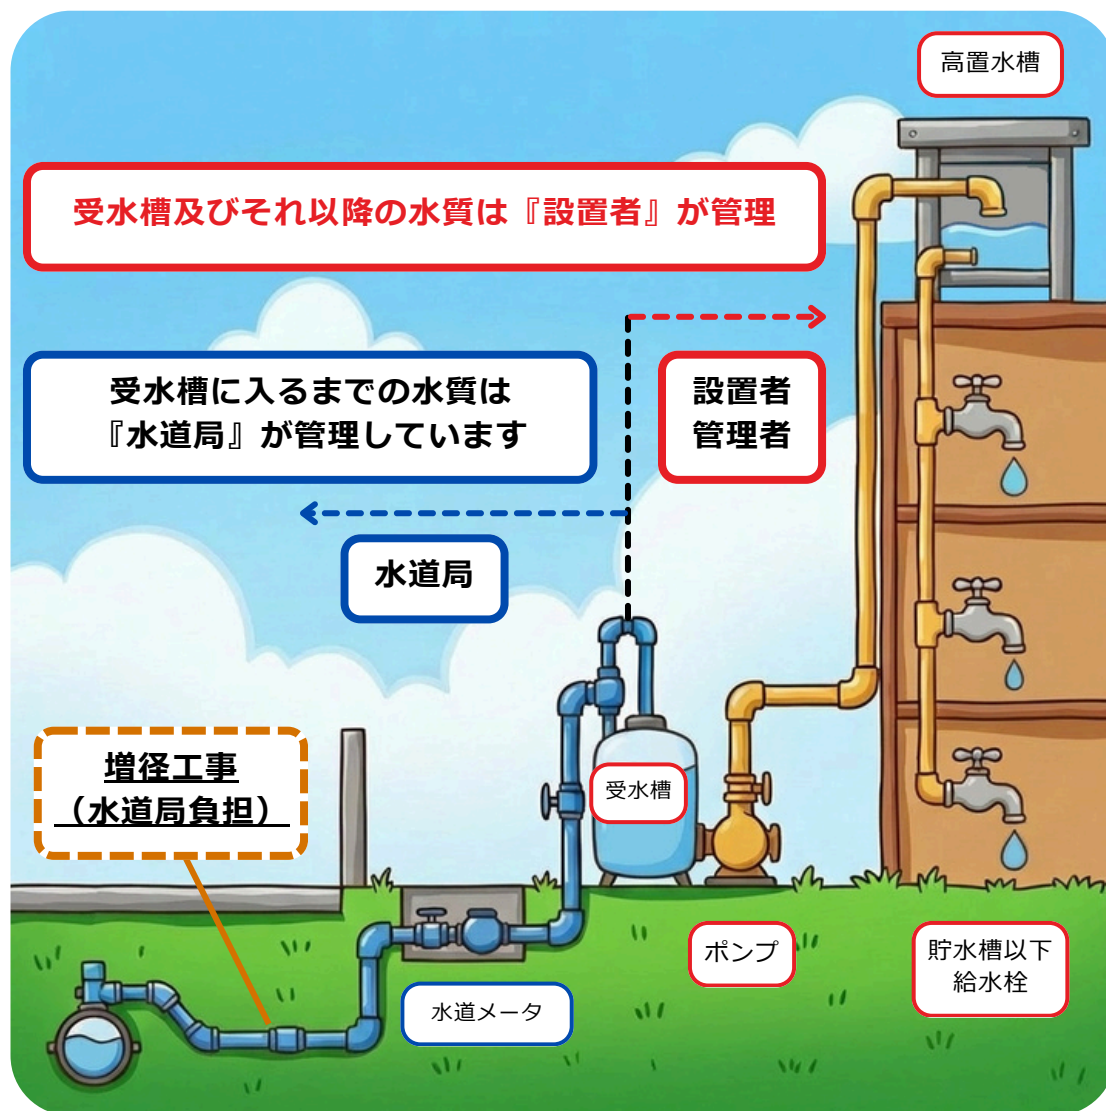 高置水槽
受水槽及びそれ以降の水質は『設置者』が管理
受水槽に入るまでの水質は
『水道局』が管理しています
設置者
管理者
水道局
増径工事
（水道局負担）
受水槽
ポンプ
貯水槽以下
給水栓
水道メータ